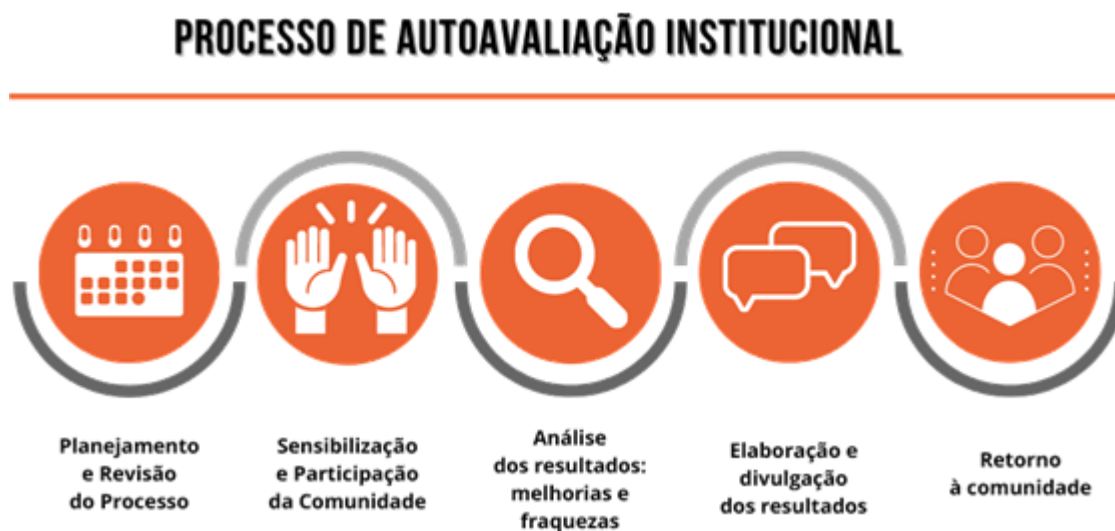 PROCESSO DE AUTOAVALIAÇÃO INSTITUCIONAL
Planejamento
e Revisão
do Processo
Sensibilização
e Participação
da Comunidade
Análise
dos resultados:
melhorias e
fraquezas
Elaboração e
divulgação
dos resultados
Retorno
à comunidade